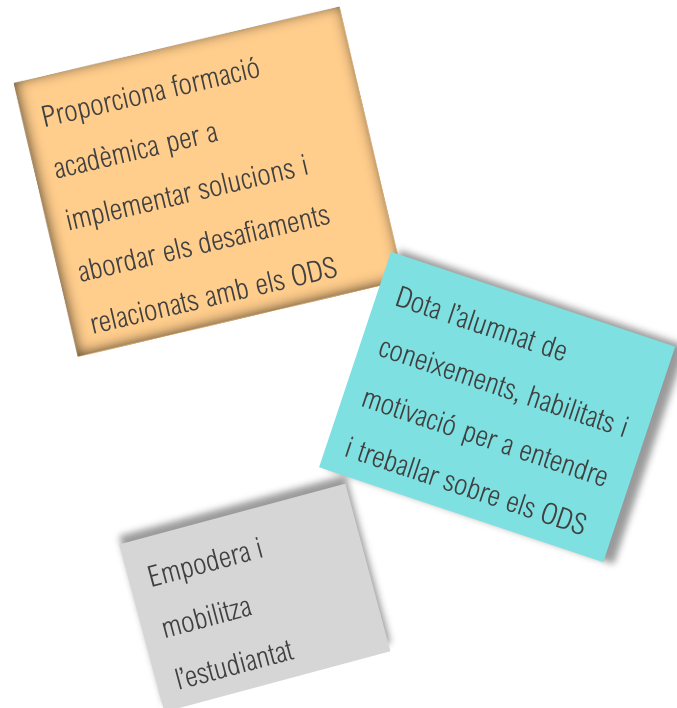 Proporciona formació
acadèmica per a
implementar solucions i
abordar els desafiaments
relacionats amb els ODS
Dota l'alumnat de
coneixements, habilitats i
motivació per a entendre
i treballar sobre els ODS
Empodera i
mobilitza
l'estudiantat